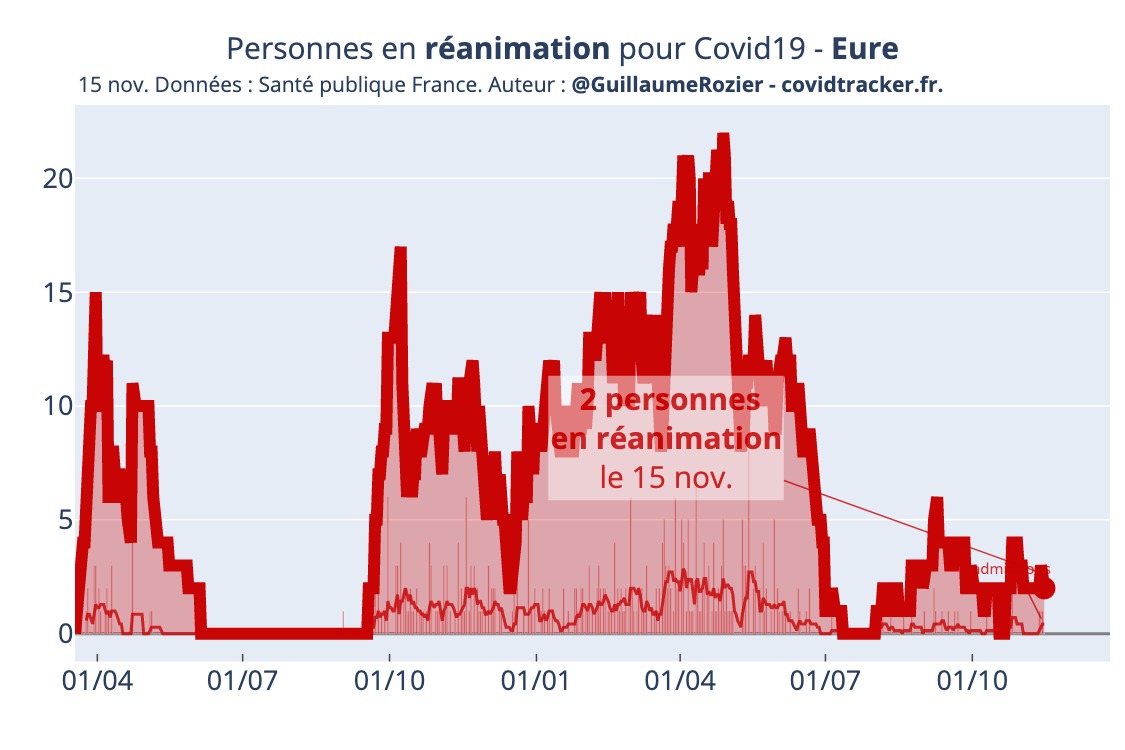 Personnes en réanimation pour Covid19 - Eure
15 nov. Données : Santé publique France. Auteur : @GuillaumeRozier - covidtracker.fr.
20
15
10
5
0
2 personnes
en réanimation
le 15 nov.
admissions
01/04 01/07 01/10 01/01 01/04 01/07 01/10